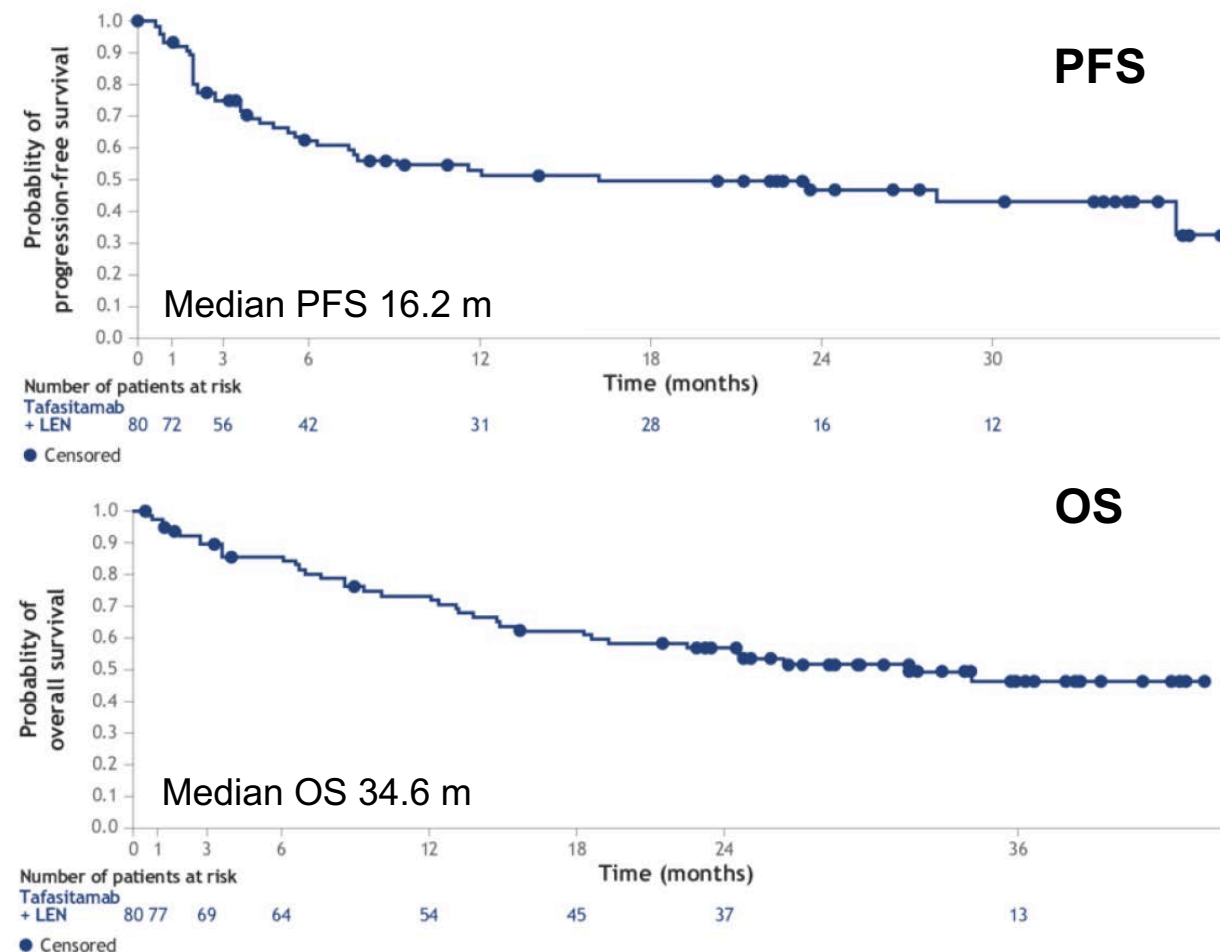 PFS
Probablity of
progression-free survival
1.0
0.9
0.8
0.7
0.6
0.5
0.4
0.3
0.2
0.1
0.0
Median PFS 16.2 m
0 1 3 6 12 18 24 30
Time (months)
Number of patients at risk
Tafasitamab
+ LEN 80 72 56 42 31 28 16 12
Censored
OS
Probablity of
overall survival
1.0
0.9
0.8
0.7
0.6
0.5
0.4
0.3
0.2
0.1
0.0
Median OS 34.6 m
0 1 3 6 12 18 24 36
Time (months)
Number of patients at risk
Tafasitamab
+ LEN 80 77 69 64 54 45 37 13
Censored